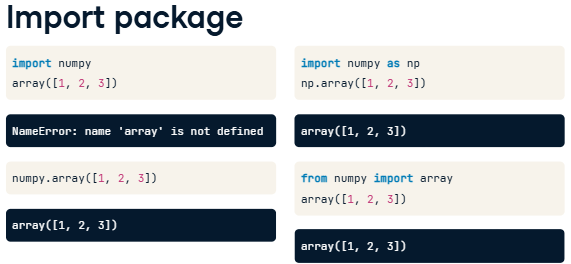 Import package
import numpy
array([1, 2, 3])
NameError: name 'array' is not defined
numpy.array([1, 2, 3])
array([1, 2, 3])
import numpy as np
np.array([1, 2, 3])
array([1, 2, 3])
from numpy import array
array([1, 2, 3])
array([1, 2, 3])